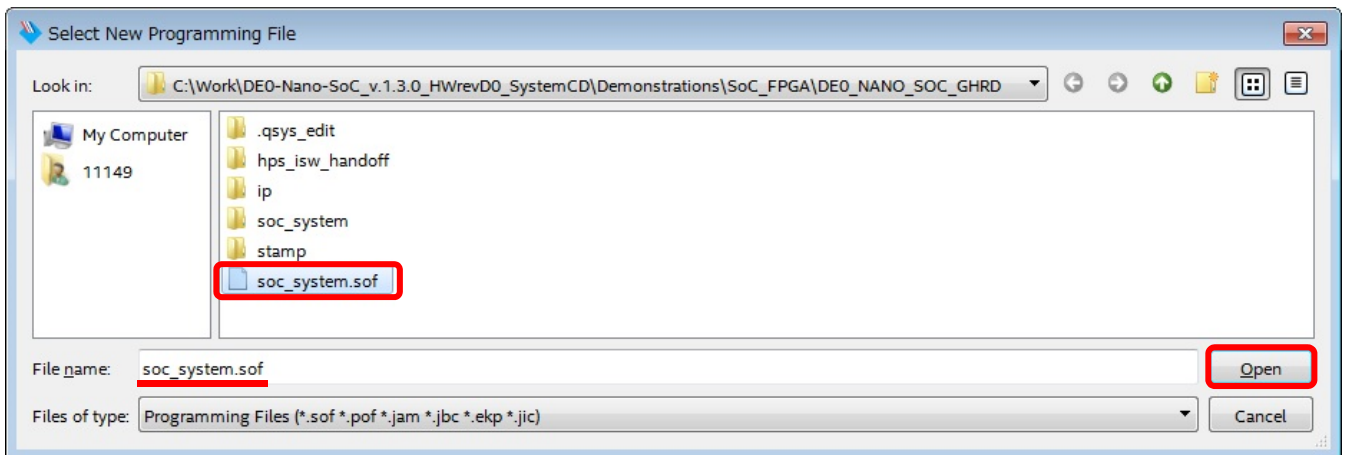 Select New Programming File
Look in: C:\Work\DE0-Nano-SoC_v.1.3.0_HWrevD0_SystemCD\Demonstrations\SoC_FPGA\DE0_NANO_SOC_GHRD
My Computer
11149
.qsys_edit
hps_isw_handoff
ip
soc_system
stamp
soc_system.sof
File name: soc_system.sof Open
Files of type: Programming Files (*.sof *.pof *.jam *.jbc *.ekp *.jic) Cancel